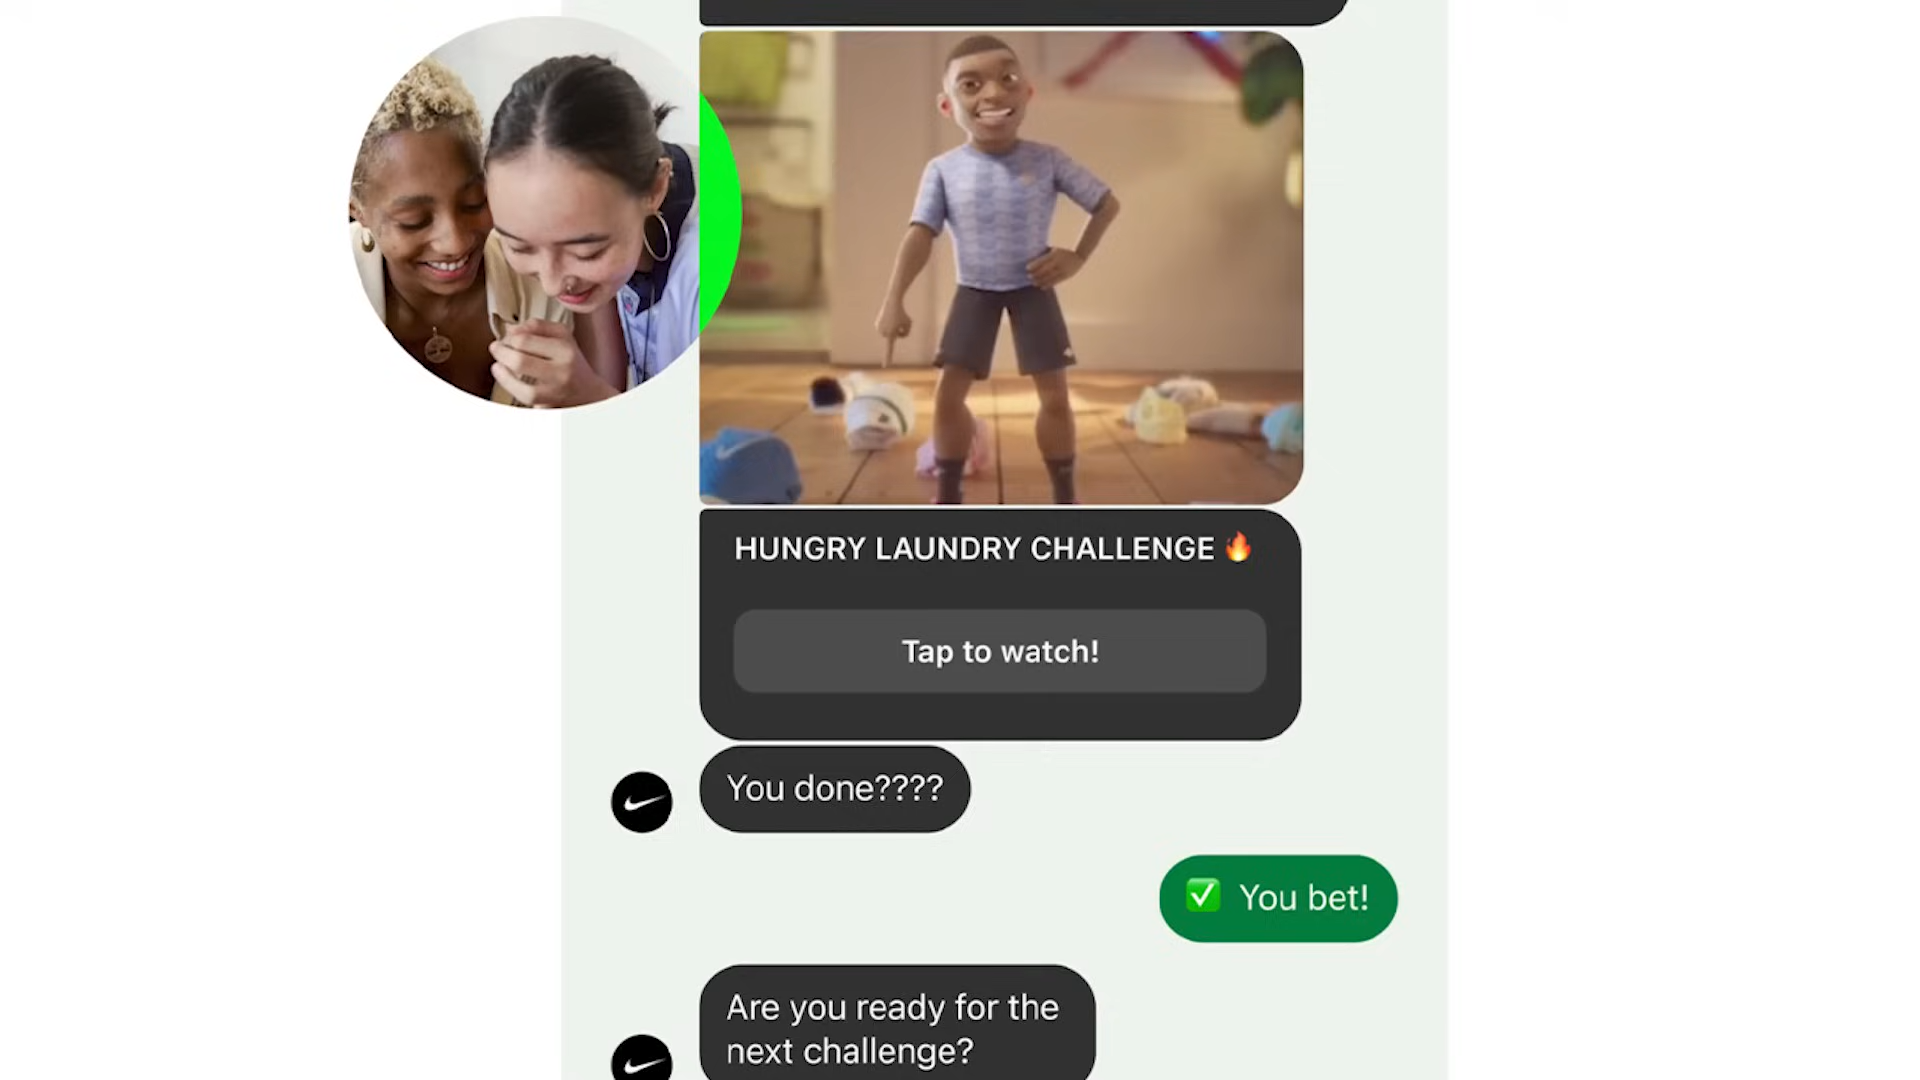 HUNGRY LAUNDRY CHALLENGE 🔥
Tap to watch!
You done????
✅ You bet!
Are you ready for the
next challenge?